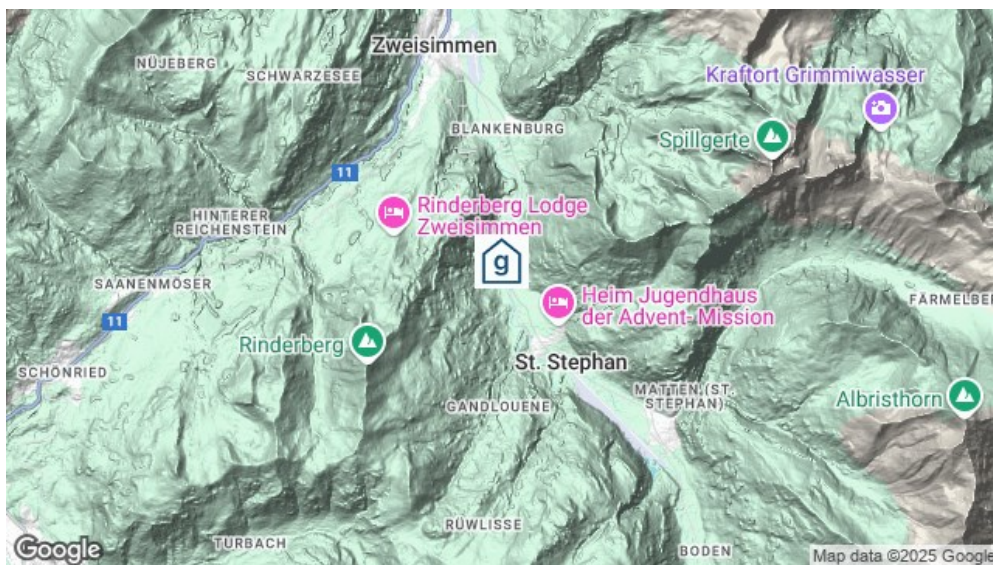 Zweisimmen
NÜJEBERG
SCHWARZESEE
Kraftort Grimmiwasser
BLANKENBURG
Spillgerte
11
Rinderberg Lodge
Zweisimmen
HINTERER
REICHENSTEIN
g
SAANENMÖSER
Heim Jugendhaus
der Advent- Mission
FÄRMELBER
11
Rinderberg
St. Stephan
SCHÖNRIED
MATTEN (ST.
STEPHAN)
Albristhorn
GANDLOUENE
RÜWLISSE
TURBACH
BODEN
Google
Map data ©2025 Google